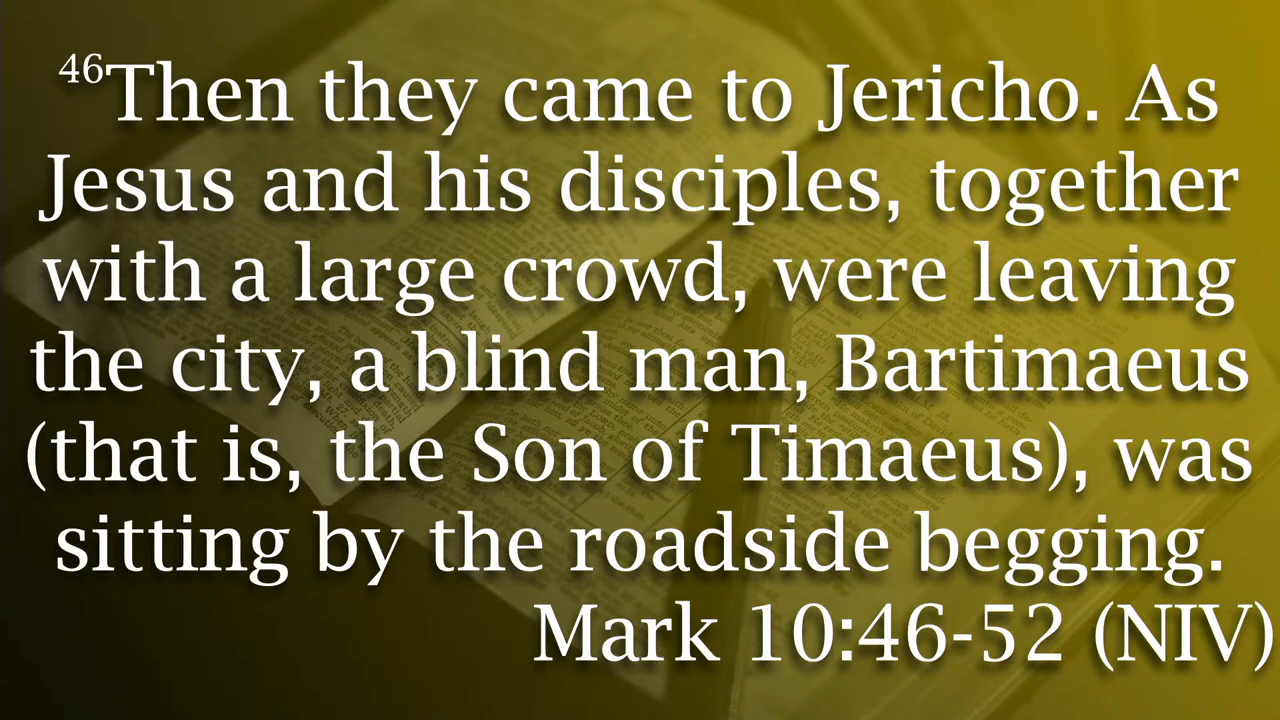 46Then they came to Jericho. As
Jesus and his disciples, together
with a large crowd, were leaving
the city, a blind man, Bartimaeus
(that is, the Son of Timaeus), was
sitting by the roadside begging.
Mark 10:46-52 (NIV)